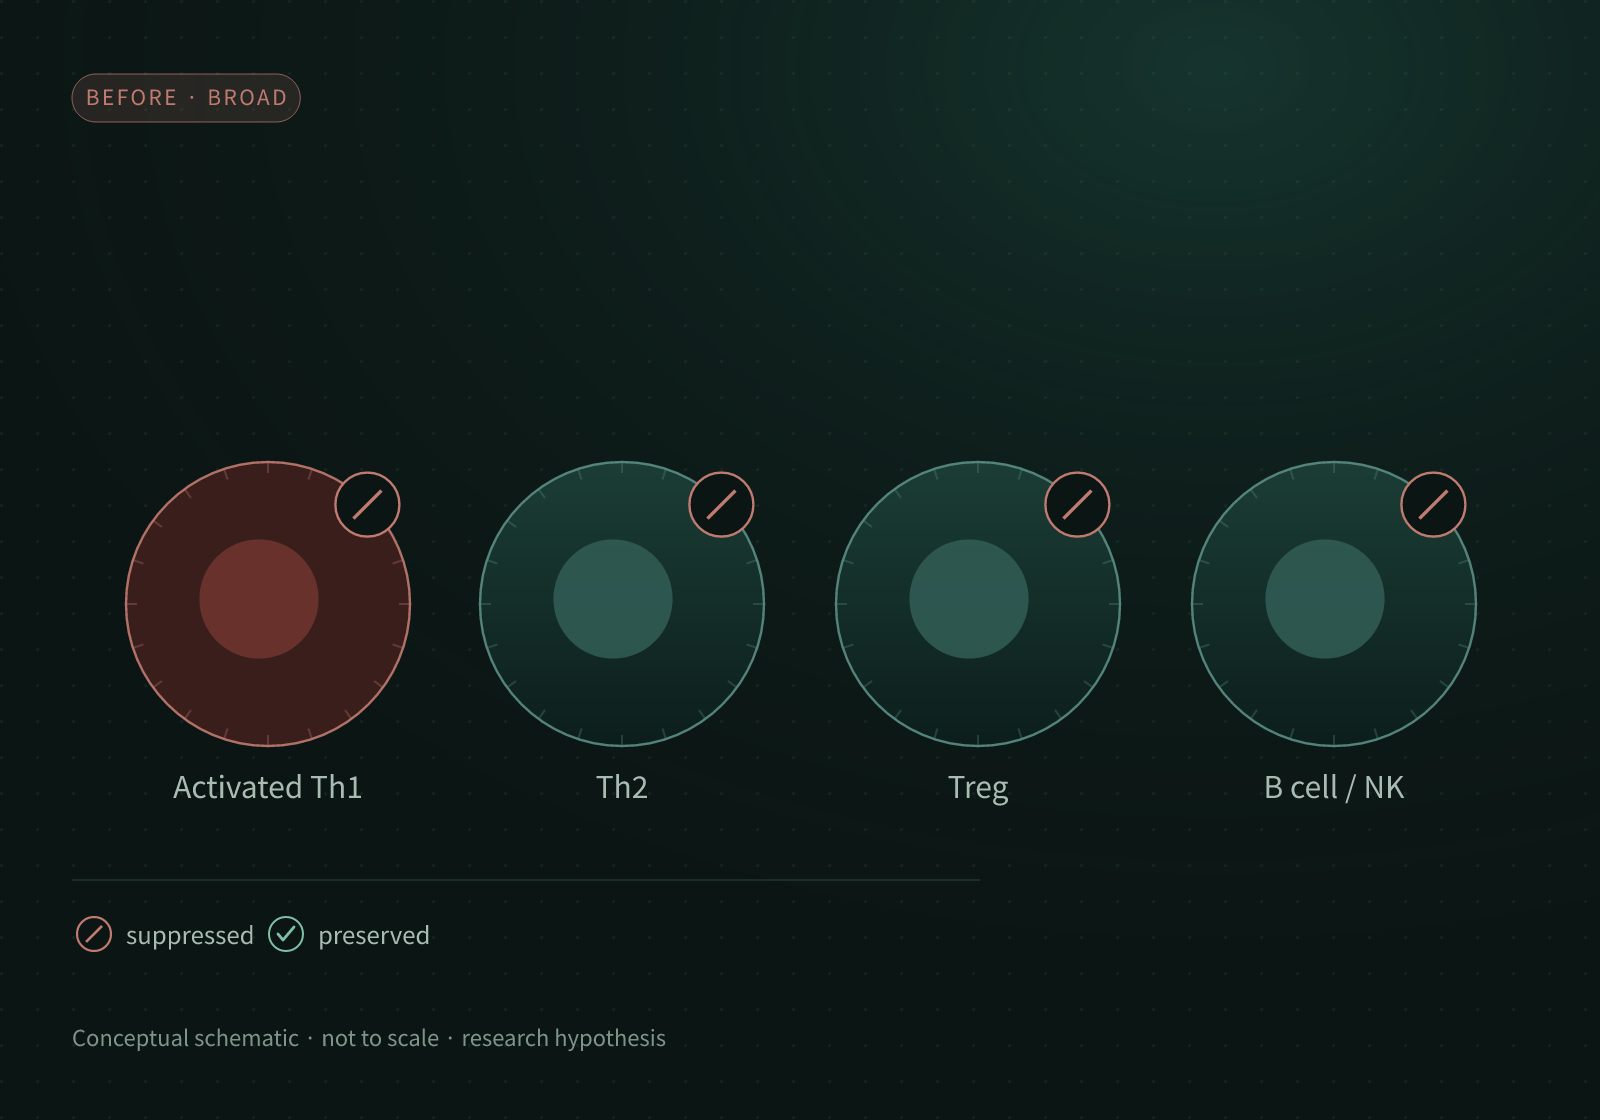 BEFORE · BROAD
Activated Th1
Th2
Treg
B cell / NK
suppressed
preserved
Conceptual schematic · not to scale · research hypothesis